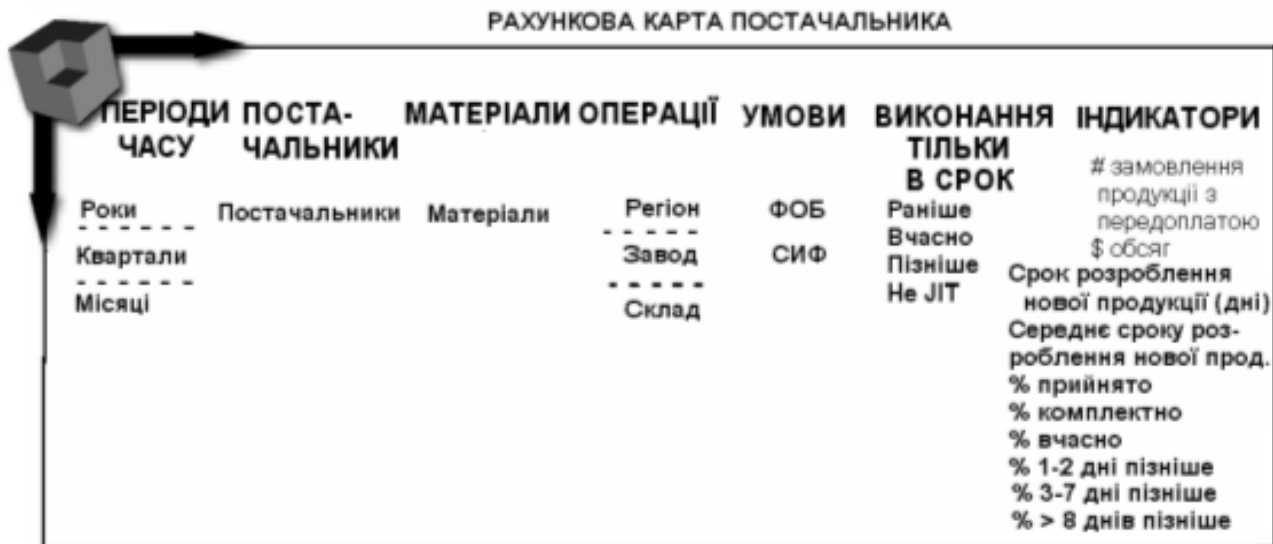 РАХУНКОВА КАРТА ПОСТАЧАЛЬНИКА
ПЕРІОДИ ЧАСУ
ПОСТА-
ЧАЛЬНИКИ
МАТЕРІАЛИ
ОПЕРАЦІЇ
УМОВИ
ВИКОНАННЯ
ТІЛЬКИ
В СРОК
ІНДИКАТОРИ
Роки
Квартали
Місяці
Постачальники
Матеріали
Регіон
Завод
Склад
ФОБ
СИФ
Раніше
Вчасно
Пізніше
Не JIT
# замовлення
продукції з
передоплатою
$ обсяг
Срок розроблення
нової продукції (дні)
Середнє сроку роз-
роблення нової прод.
% прийнято
% комплектно
% вчасно
% 1-2 дні пізніше
% 3-7 дні пізніше
% > 8 днів пізніше